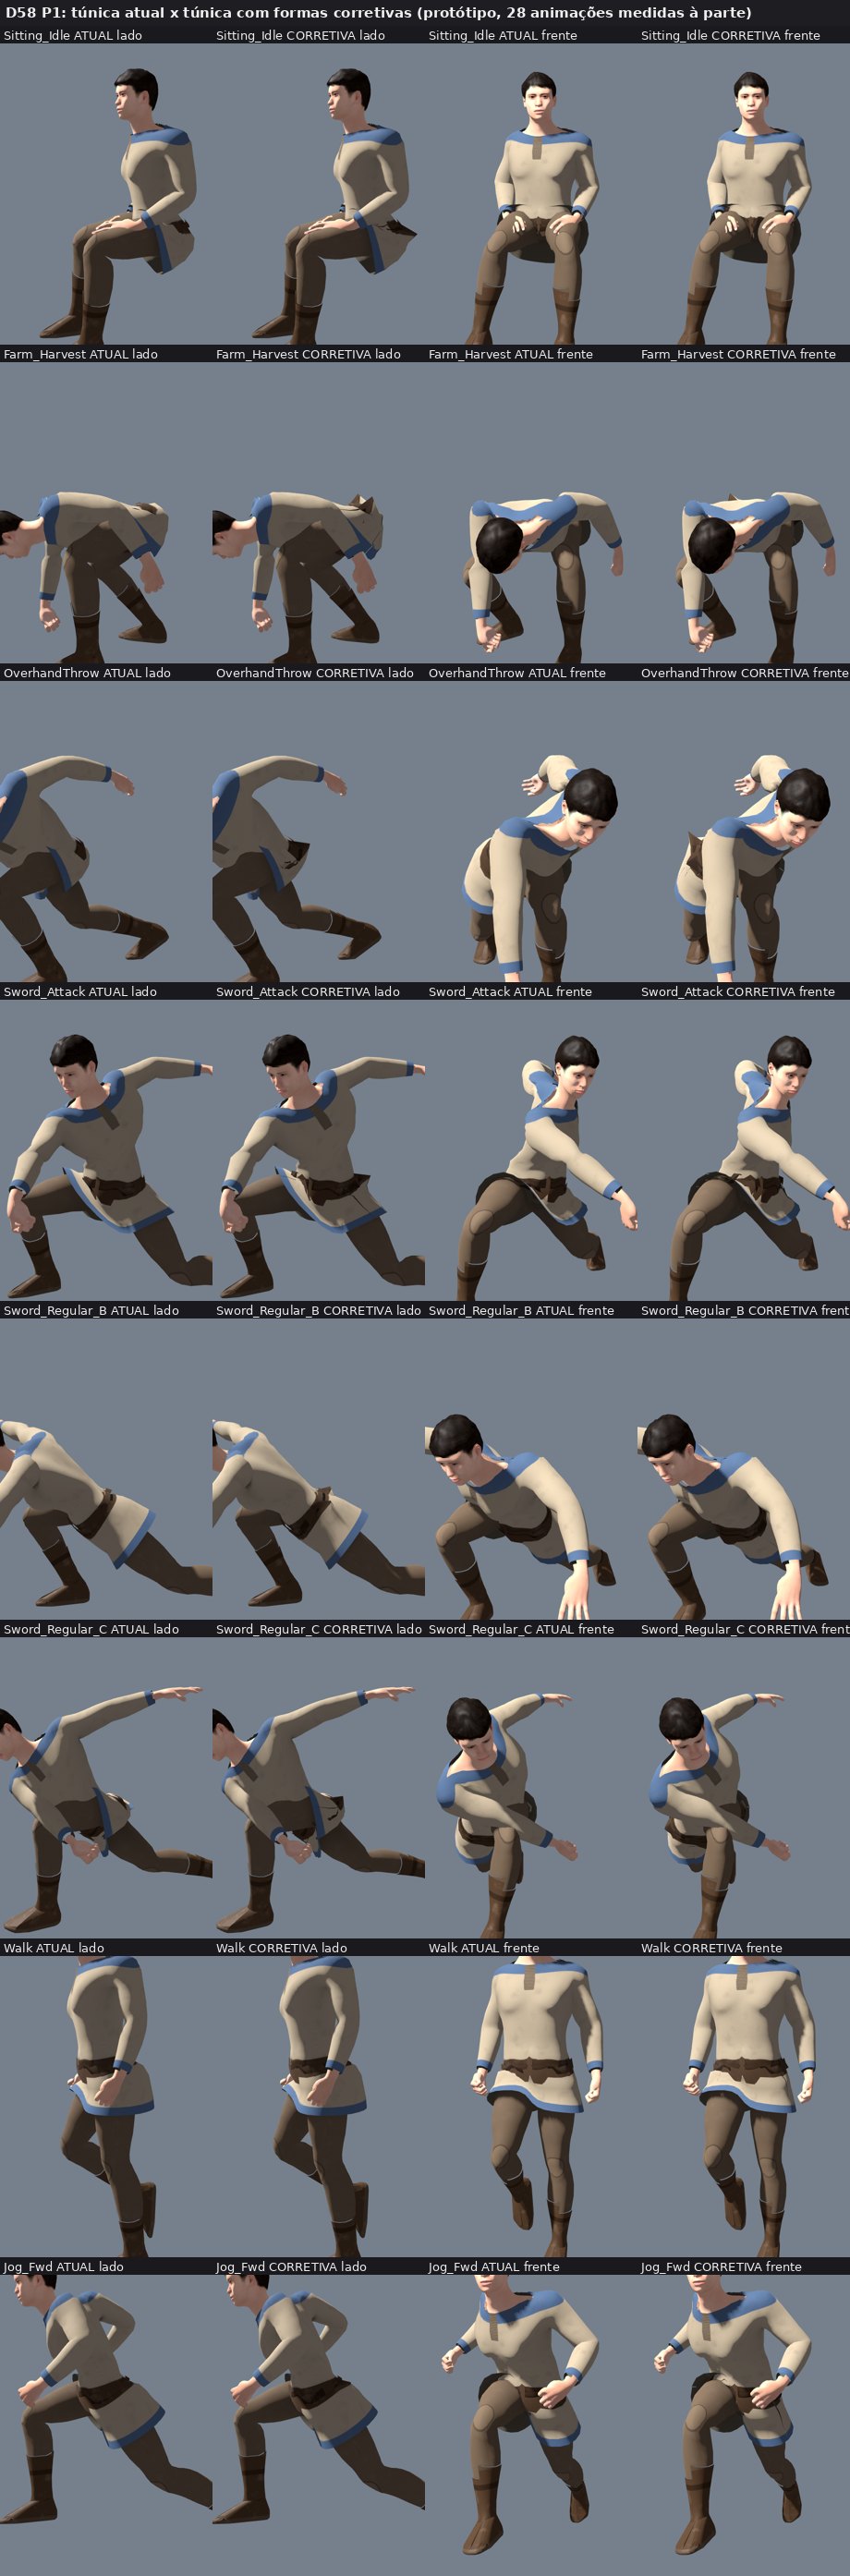 D58 P1: túnica atual x túnica com formas corretivas (protótipo, 28 animações medidas à parte)
Sitting_Idle ATUAL lado
Sitting_Idle CORRETIVA lado
Sitting_Idle ATUAL frente
Sitting_Idle CORRETIVA frente
Farm_Harvest ATUAL lado
Farm_Harvest CORRETIVA lado
Farm_Harvest ATUAL frente
Farm_Harvest CORRETIVA frente
OverhandThrow ATUAL lado
OverhandThrow CORRETIVA lado
OverhandThrow ATUAL frente
OverhandThrow CORRETIVA frente
Sword_Attack ATUAL lado
Sword_Attack CORRETIVA lado
Sword_Attack ATUAL frente
Sword_Attack CORRETIVA frente
Sword_Regular_B ATUAL lado
Sword_Regular_B CORRETIVA lado
Sword_Regular_B ATUAL frente
Sword_Regular_B CORRETIVA frent
Sword_Regular_C ATUAL lado
Sword_Regular_C CORRETIVA lado
Sword_Regular_C ATUAL frente
Sword_Regular_C CORRETIVA frent
Walk ATUAL lado
Walk CORRETIVA lado
Walk ATUAL frente
Walk CORRETIVA frente
Jog_Fwd ATUAL lado
Jog_Fwd CORRETIVA lado
Jog_Fwd ATUAL frente
Jog_Fwd CORRETIVA frente